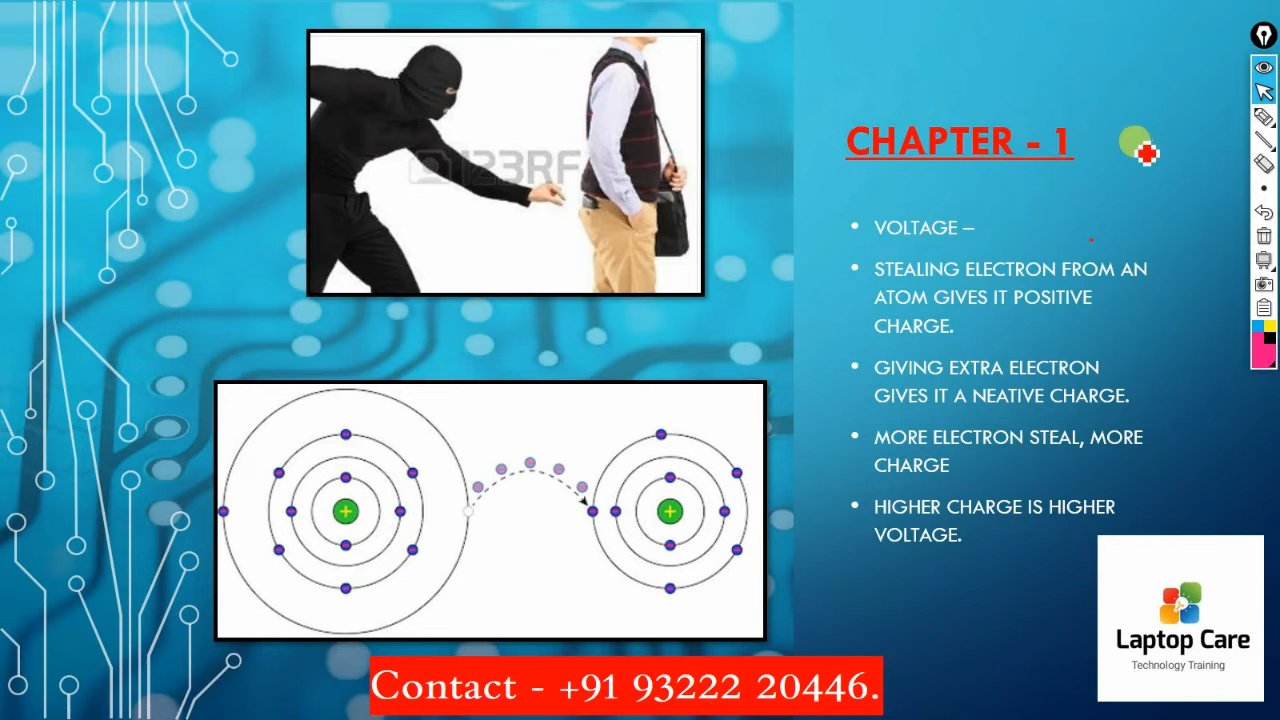 123RF
CHAPTER - 1
• VOLTAGE –
• STEALING ELECTRON FROM AN
ATOM GIVES IT POSITIVE
CHARGE.
• GIVING EXTRA ELECTRON
GIVES IT A NEATIVE CHARGE.
• MORE ELECTRON STEAL, MORE
CHARGE
• HIGHER CHARGE IS HIGHER
VOLTAGE.
Laptop Care
Technology Training
Contact - +91 93222 20446.